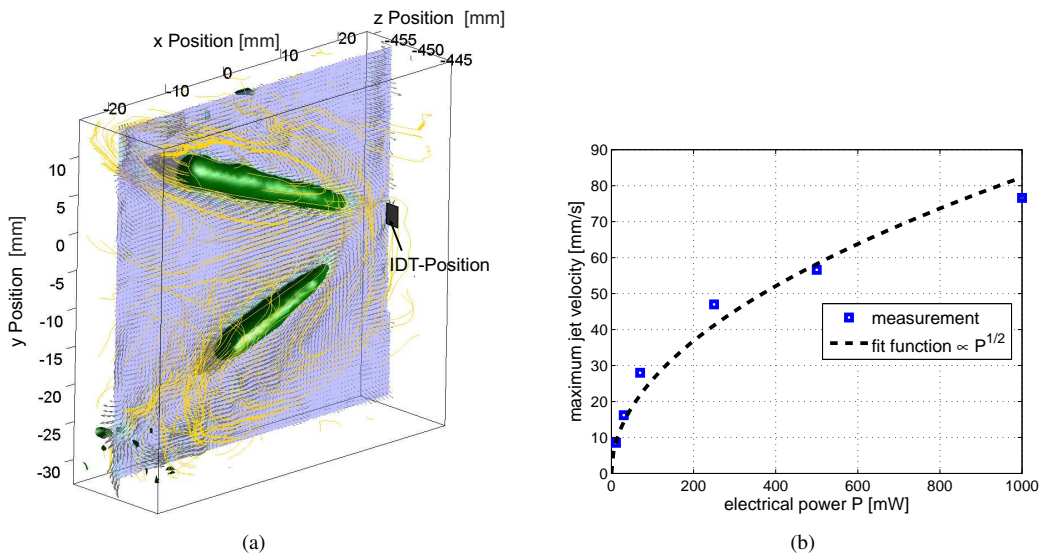 z Position [mm]
x Position [mm]
-455
-450
-445
20
10
0
-10
-20
y Position [mm]
10
5
0
-5
-10
-15
-20
-25
-30
IDT-Position
(a)
maximum jet velocity [mm/s]
90
80
70
60
50
40
30
20
10
0
measurement
fit function ∝ P^{1/2}
0 200 400 600 800 1000
electrical power P [mW]
(b)